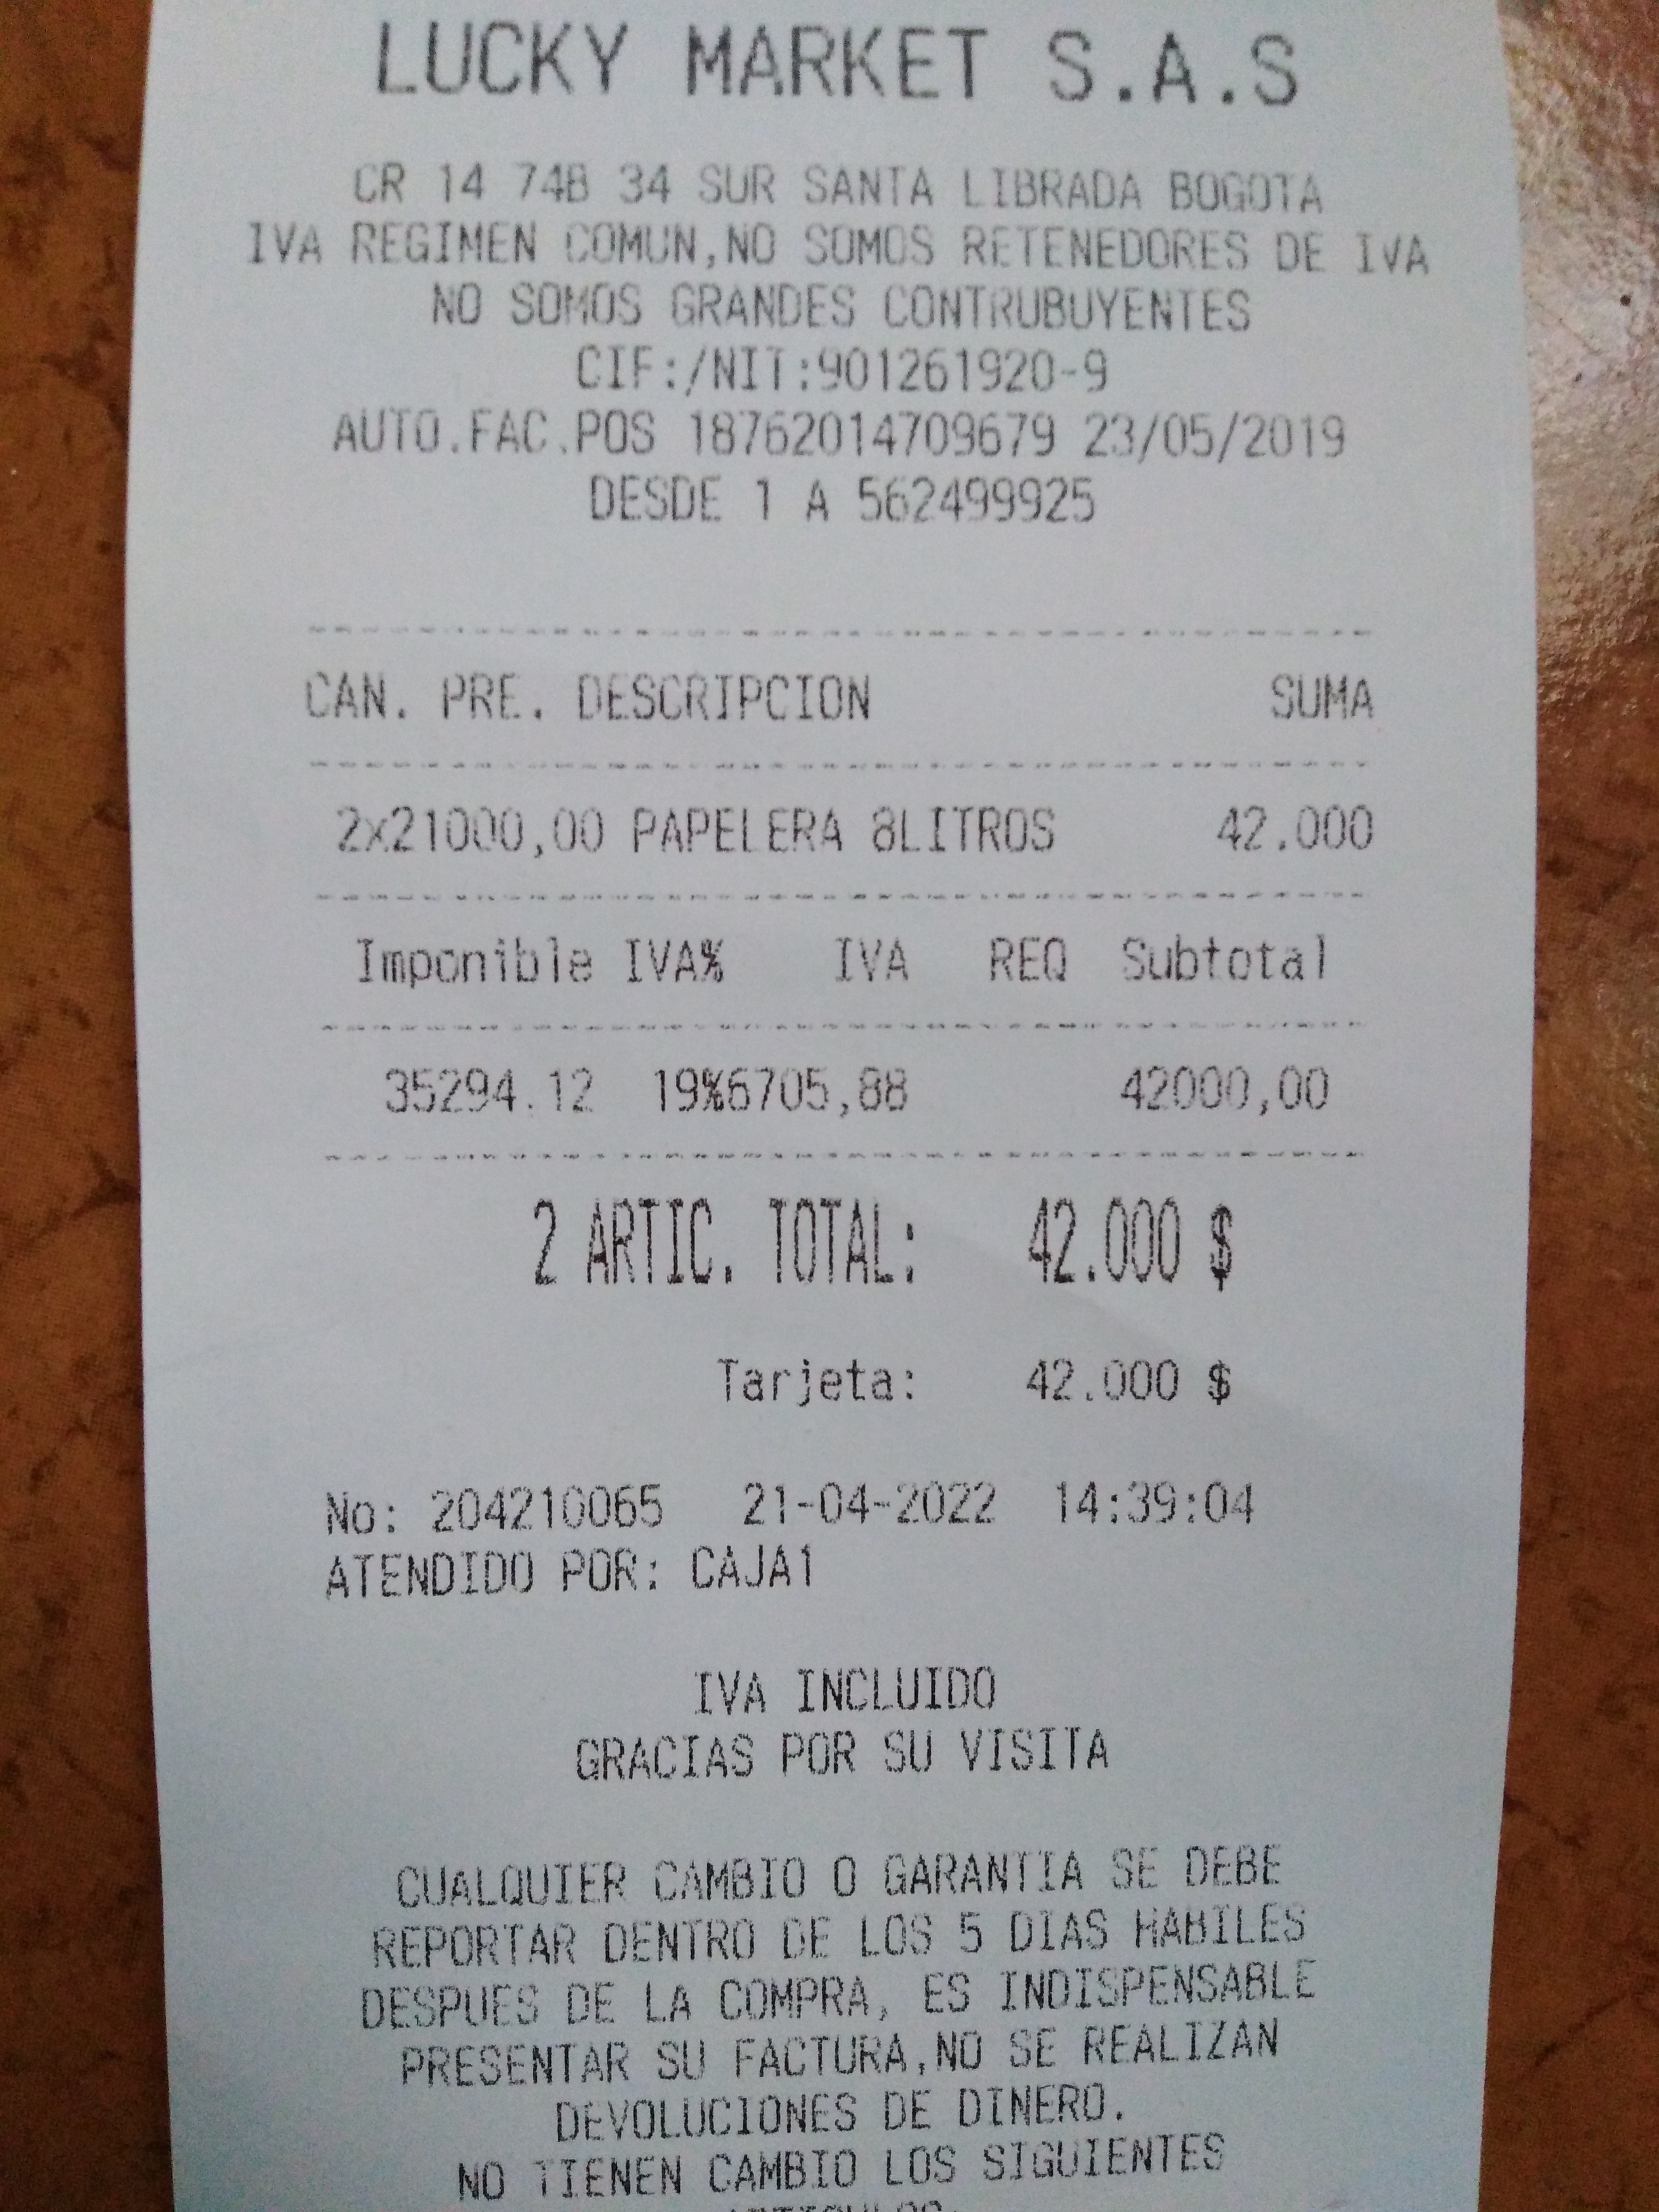 LUCKY MARKET S.A.S
CR 14 74B 34 SUR SANTA LIBRADA BOGOTA
IVA REGIMEN COMUN,NO SOMOS RETENEDORES DE IVA
NO SOMOS GRANDES CONTRUBUYENTES
CIF:/NIT:901261920-9
AUTO.FAC.POS 18762014709679 23/05/2019
DESDE 1 A 562499925
CAN. PRE. DESCRIPCION SUMA
2x21000,00 PAPELERA 8LITROS 42.000
Imponible IVA% IVA REQ Subtotal
35294.12 19%6705,88 42000,00
2 ARTIC. TOTAL: 42.000 $
Tarjeta: 42.000 $
No: 204210065 21-04-2022 14:39:04
ATENDIDO POR: CAJA1
IVA INCLUIDO
GRACIAS POR SU VISITA
CUALQUIER CAMBIO O GARANTIA SE DEBE
REPORTAR DENTRO DE LOS 5 DIAS HABILES
DESPUES DE LA COMPRA, ES INDISPENSABLE
PRESENTAR SU FACTURA,NO SE REALIZAN
DEVOLUCIONES DE DINERO.
NO TIENEN CAMBIO LOS SIGUIENTES